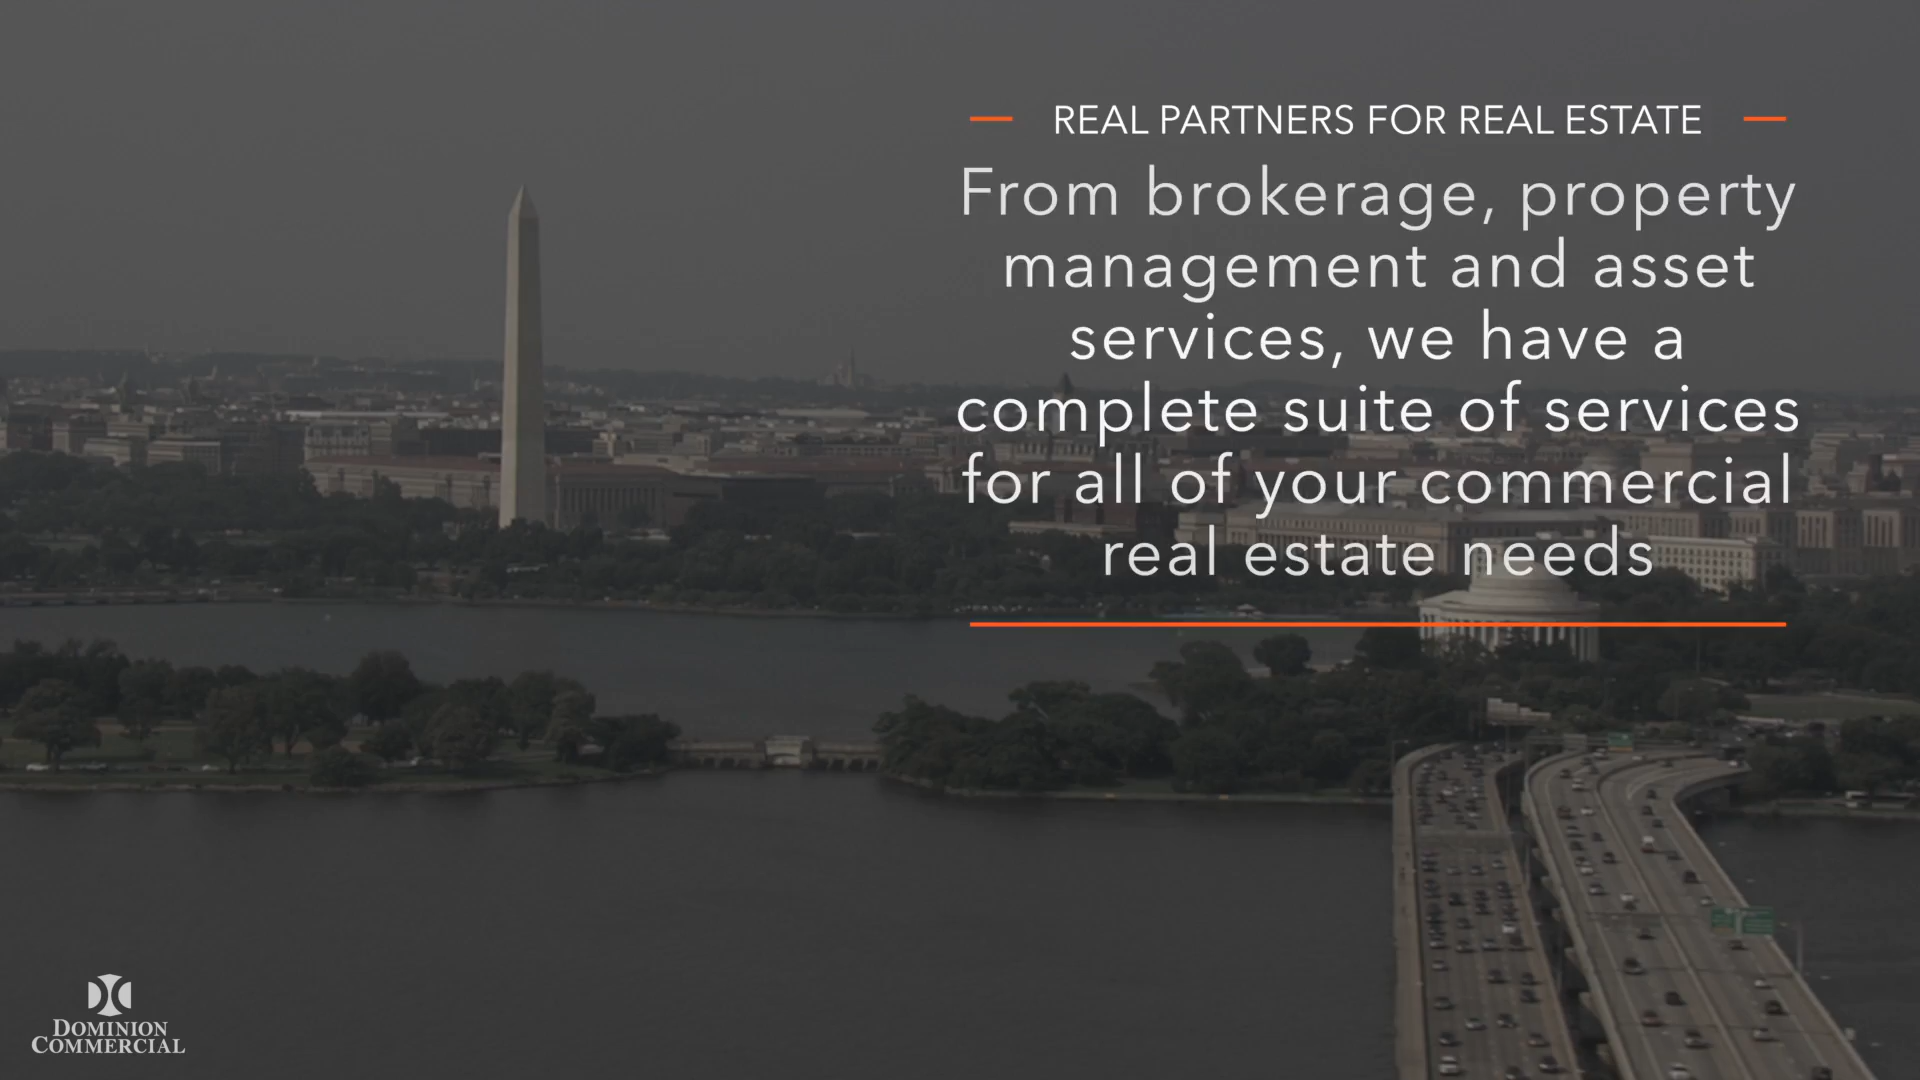 REAL PARTNERS FOR REAL ESTATE
From brokerage, property
management and asset
services, we have a
complete suite of services
for all of your commercial
real estate needs
DOMINION
COMMERCIAL